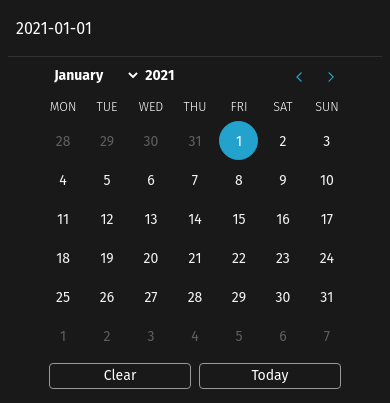 2021-01-01
January 2021
MON TUE WED THU FRI SAT SUN
28 29 30 31 1 2 3
4 5 6 7 8 9 10
11 12 13 14 15 16 17
18 19 20 21 22 23 24
25 26 27 28 29 30 31
1 2 3 4 5 6 7
Clear Today